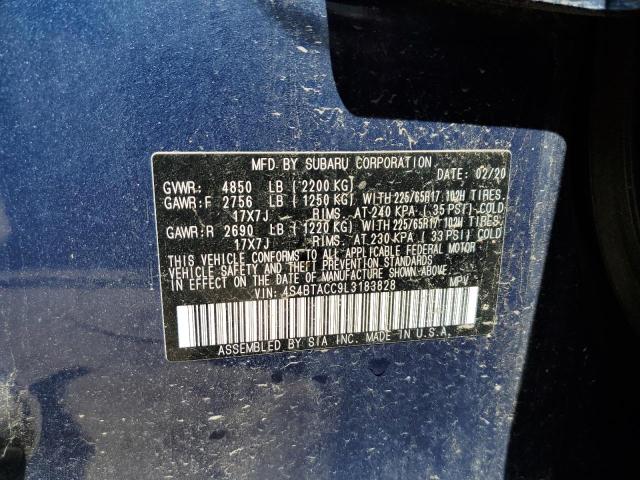 MFD. BY SUBARU CORPORATION
DATE: 02/20
GVWR: 4850 LB ( 2200 KG)
GAWR:F 2756 LB ( 1250 KG) WITH 225/65R17 102H TIRES.
17X7J RIMS. AT 240 KPA ( 35 PSI) COLD
GAWR:R 2690 LB ( 1220 KG) WITH 225/65R17 102H TIRES.
17X7J RIMS. AT 230 KPA ( 33 PSI) COLD
THIS VEHICLE CONFORMS TO ALL APPLICABLE FEDERAL MOTOR
VEHICLE SAFETY AND THEFT PREVENTION STANDARDS IN
EFFECT ON THE DATE OF MANUFACTURE SHOWN ABOVE.
VIN: 4S4BTACC9L3183828 MPV
ASSEMBLED BY SIA INC. MADE IN U.S.A.